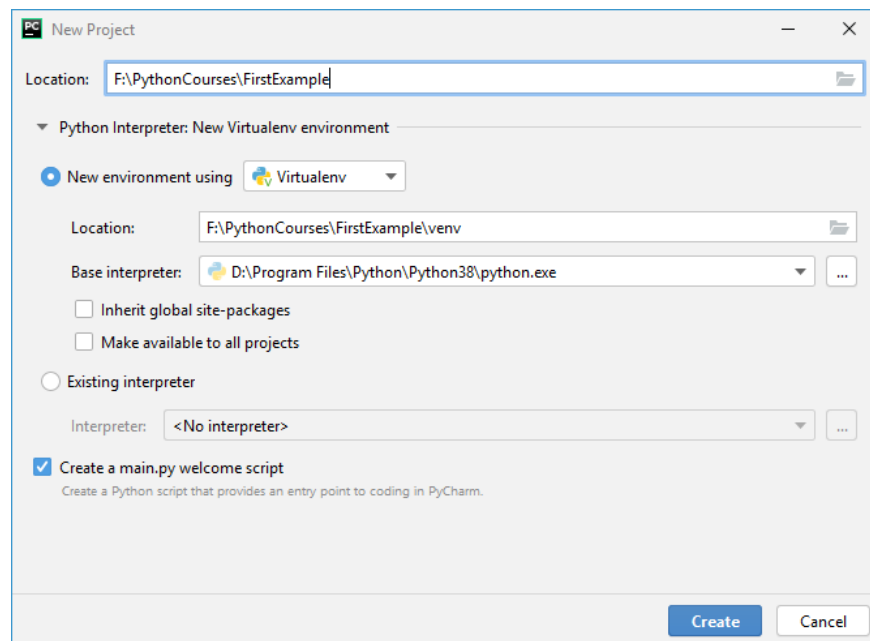 PC New Project
Location: F:\PythonCourses\FirstExample
Python Interpreter: New Virtualenv environment
New environment using Virtualenv
Location: F:\PythonCourses\FirstExample\venv
Base interpreter: D:\Program Files\Python\Python38\python.exe ...
Inherit global site-packages
Make available to all projects
Existing interpreter
Interpreter: <No interpreter> ...
Create a main.py welcome script
Create a Python script that provides an entry point to coding in PyCharm.
Create Cancel